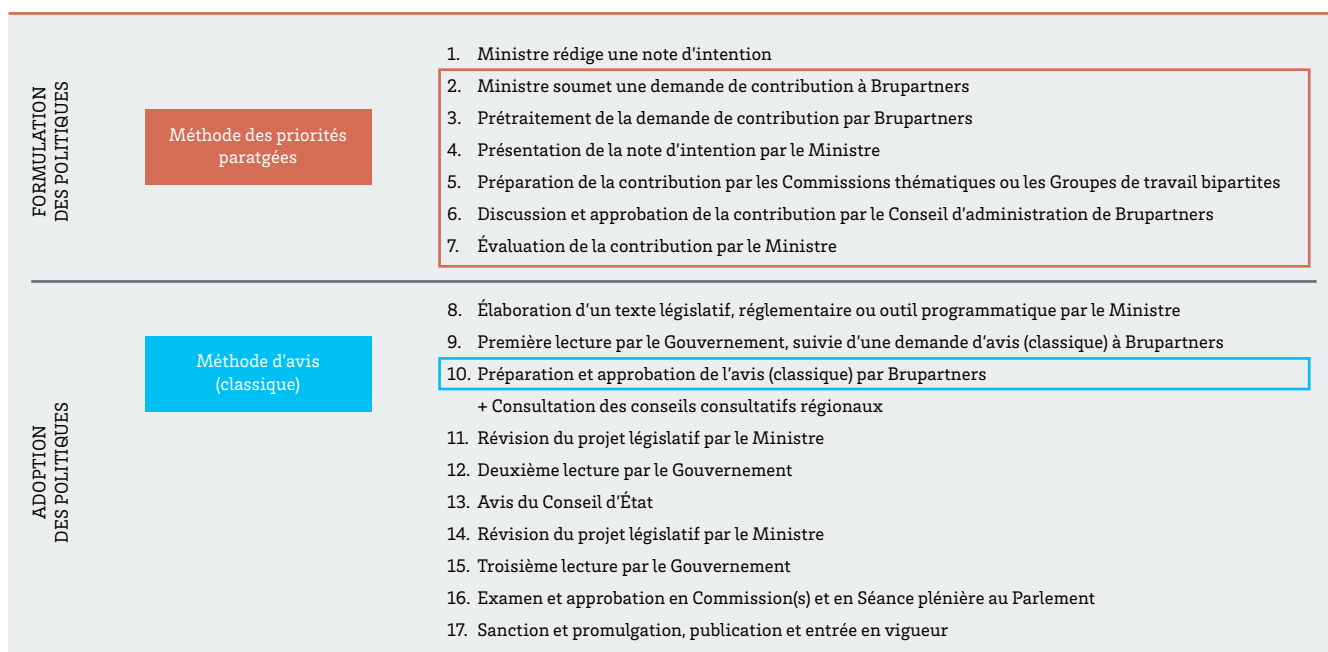 FORMULATION
DES POLITIQUES
Méthode des priorités
paratgées
1. Ministre rédige une note d'intention
2. Ministre soumet une demande de contribution à Brupartners
3. Prétraitement de la demande de contribution par Brupartners
4. Présentation de la note d'intention par le Ministre
5. Préparation de la contribution par les Commissions thématiques ou les Groupes de travail bipartites
6. Discussion et approbation de la contribution par le Conseil d'administration de Brupartners
7. Évaluation de la contribution par le Ministre
ADOPTION
DES POLITIQUES
Méthode d'avis
(classique)
8. Élaboration d'un texte législatif, réglementaire ou outil programmatique par le Ministre
9. Première lecture par le Gouvernement, suivie d'une demande d'avis (classique) à Brupartners
10. Préparation et approbation de l'avis (classique) par Brupartners
+ Consultation des conseils consultatifs régionaux
11. Révision du projet législatif par le Ministre
12. Deuxième lecture par le Gouvernement
13. Avis du Conseil d'État
14. Révision du projet législatif par le Ministre
15. Troisième lecture par le Gouvernement
16. Examen et approbation en Commission(s) et en Séance plénière au Parlement
17. Sanction et promulgation, publication et entrée en vigueur